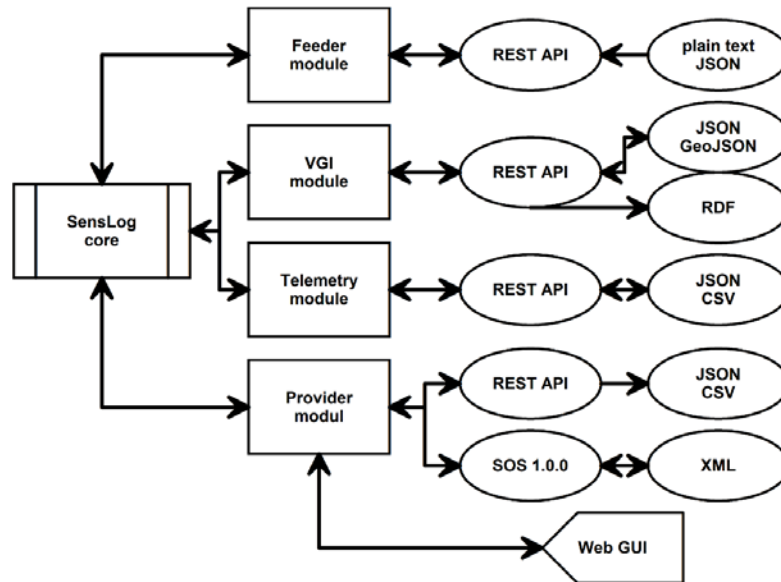 Feeder
module
REST API
plain text
JSON
VGI
module
REST API
JSON
GeoJSON
RDF
SensLog
core
Telemetry
module
REST API
JSON
CSV
Provider
modul
REST API
JSON
CSV
SOS 1.0.0
XML
Web GUI